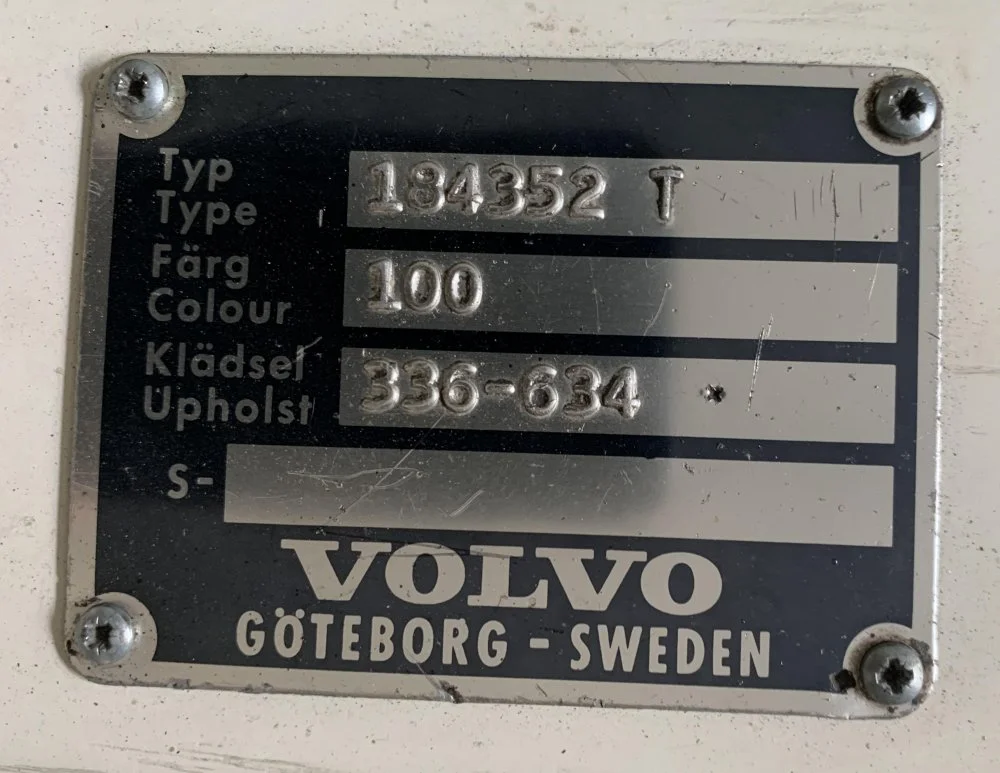 Typ
Type 184352 T
Färg
Colour 100
Klädsel
Upholst 336-634
S-
VOLVO
GÖTEBORG - SWEDEN